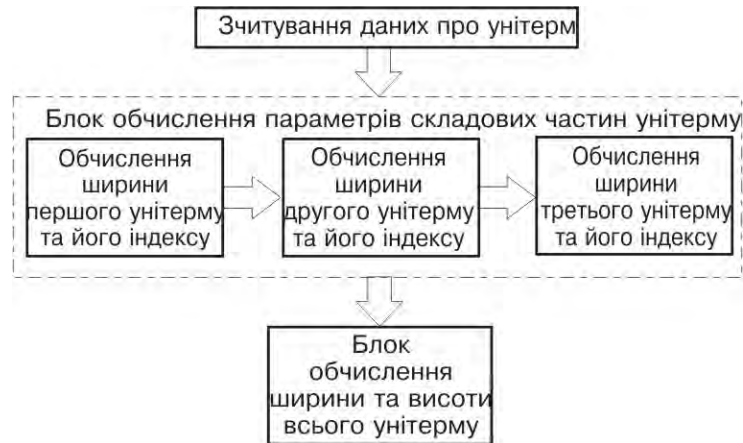 Зчитування даних про унітерм
Блок обчислення параметрів складових частин унітерму
Обчислення
ширини
першого унітерму
та його індексу
Обчислення
ширини
другого унітерму
та його індексу
Обчислення
ширини
третього унітерму
та його індексу
Блок
обчислення
ширини та висоти
всього унітерму